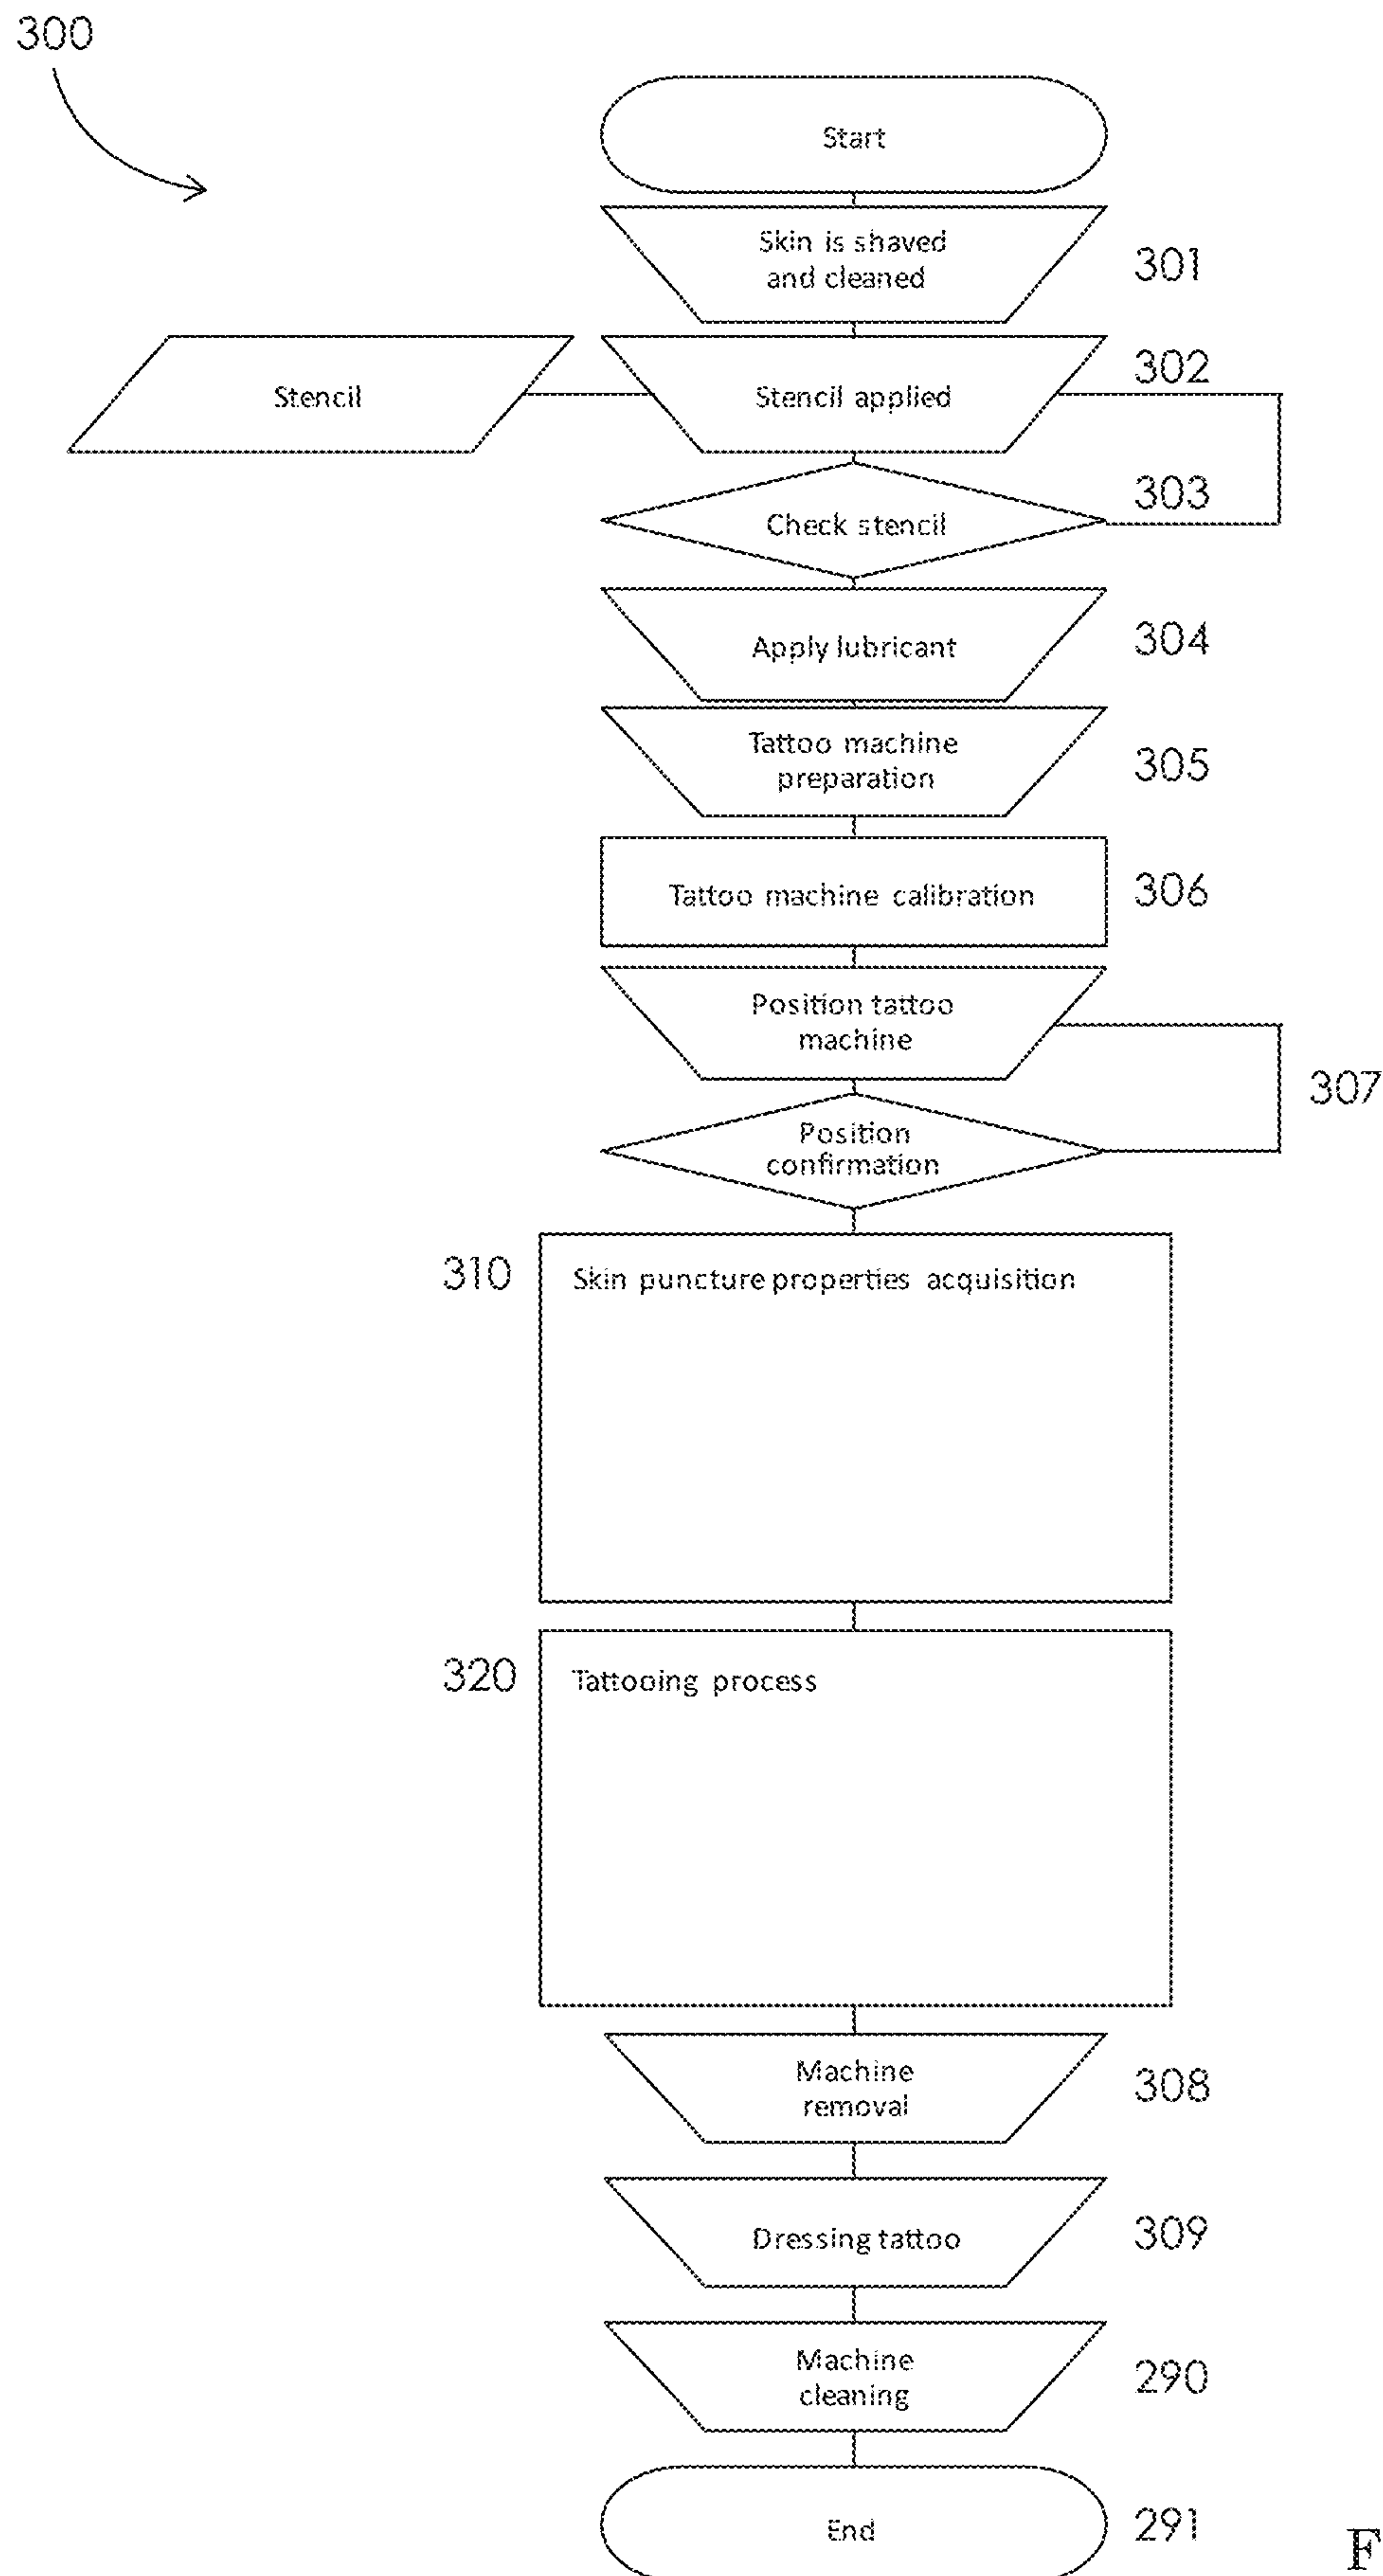 300
Start
Skin is shaved
and cleaned
301
302
Stencil
Stencil applied
303
Check stencil
304
Apply lubricant
Tattoo machine
preparation
305
Tattoo machine calibration
306
Position tattoo
machine
307
Position
confirmation
310
Skin puncture properties acquisition
320
Tattooing process
Machine
removal
308
Dressing tattoo
309
Machine
cleaning
290
End
291
F